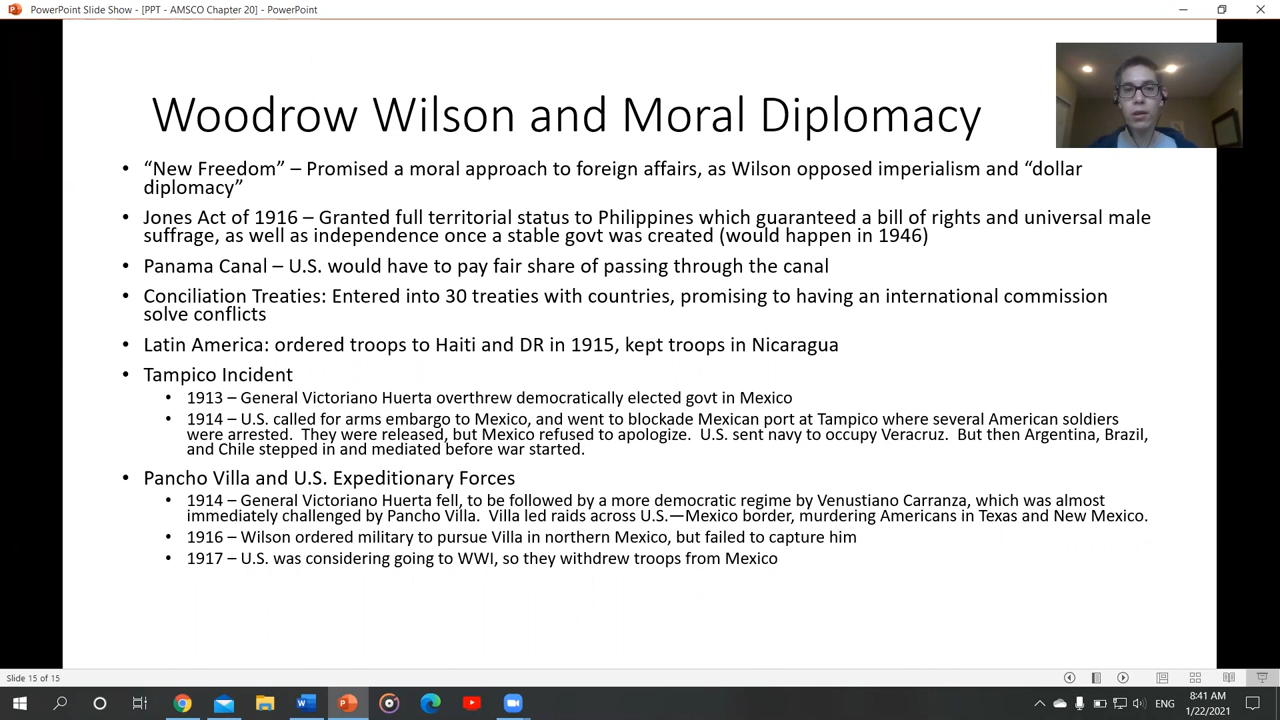 PowerPoint Slide Show - [PPT - AMSCO Chapter 20] - PowerPoint
Woodrow Wilson and Moral Diplomacy
• “New Freedom” – Promised a moral approach to foreign affairs, as Wilson opposed imperialism and “dollar
diplomacy”
• Jones Act of 1916 – Granted full territorial status to Philippines which guaranteed a bill of rights and universal male
suffrage, as well as independence once a stable govt was created (would happen in 1946)
• Panama Canal – U.S. would have to pay fair share of passing through the canal
• Conciliation Treaties: Entered into 30 treaties with countries, promising to having an international commission
solve conflicts
• Latin America: ordered troops to Haiti and DR in 1915, kept troops in Nicaragua
• Tampico Incident
• 1913 – General Victoriano Huerta overthrew democratically elected govt in Mexico
• 1914 – U.S. called for arms embargo to Mexico, and went to blockade Mexican port at Tampico where several American soldiers
were arrested. They were released, but Mexico refused to apologize. U.S. sent navy to occupy Veracruz. But then Argentina, Brazil,
and Chile stepped in and mediated before war started.
• Pancho Villa and U.S. Expeditionary Forces
• 1914 – General Victoriano Huerta fell, to be followed by a more democratic regime by Venustiano Carranza, which was almost
immediately challenged by Pancho Villa. Villa led raids across U.S.—Mexico border, murdering Americans in Texas and New Mexico.
• 1916 – Wilson ordered military to pursue Villa in northern Mexico, but failed to capture him
• 1917 – U.S. was considering going to WWI, so they withdrew troops from Mexico
Slide 15 of 15
ENG
8:41 AM
1/22/2021